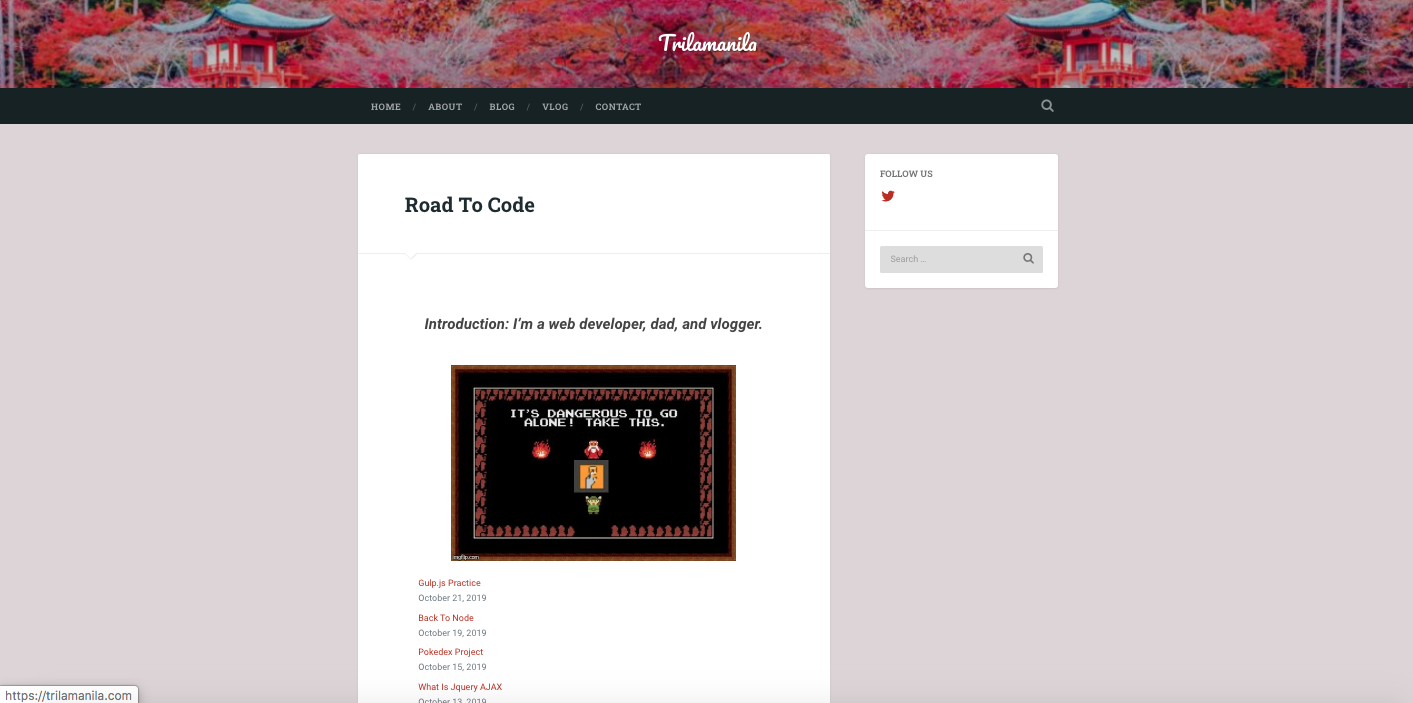 Trilamanila
HOME / ABOUT / BLOG / VLOG / CONTACT
Road To Code
FOLLOW US
Search …
Introduction: I’m a web developer, dad, and vlogger.
IT'S DANGEROUS TO GO
ALONE! TAKE THIS.
imgflip.com
Gulp.js Practice
October 21, 2019
Back To Node
October 19, 2019
Pokedex Project
October 15, 2019
What Is Jquery AJAX
October 13, 2019
https://trilamanila.com